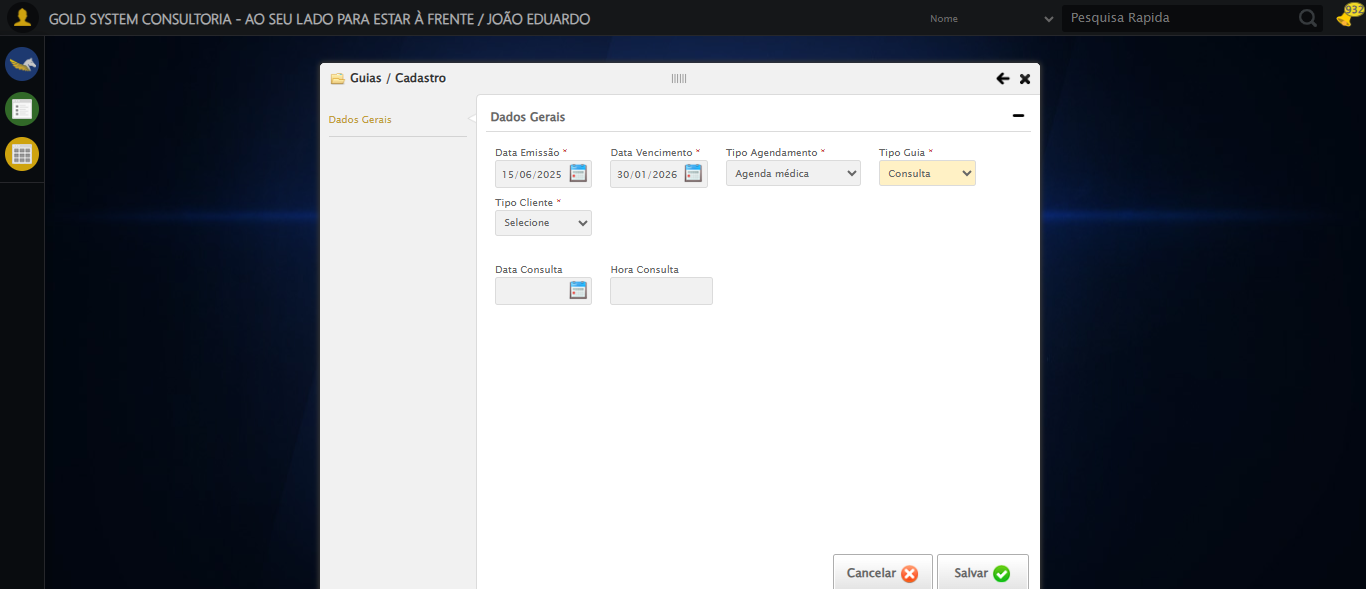 GOLD SYSTEM CONSULTORIA - AO SEU LADO PARA ESTAR À FRENTE / JOÃO EDUARDO
Nome
Pesquisa Rapida
932
Guias / Cadastro
Dados Gerais
Dados Gerais
Data Emissão * Data Vencimento * Tipo Agendamento * Tipo Guia *
15/06/2025 30/01/2026 Agenda médica Consulta
Tipo Cliente *
Selecione
Data Consulta Hora Consulta
Cancelar Salvar